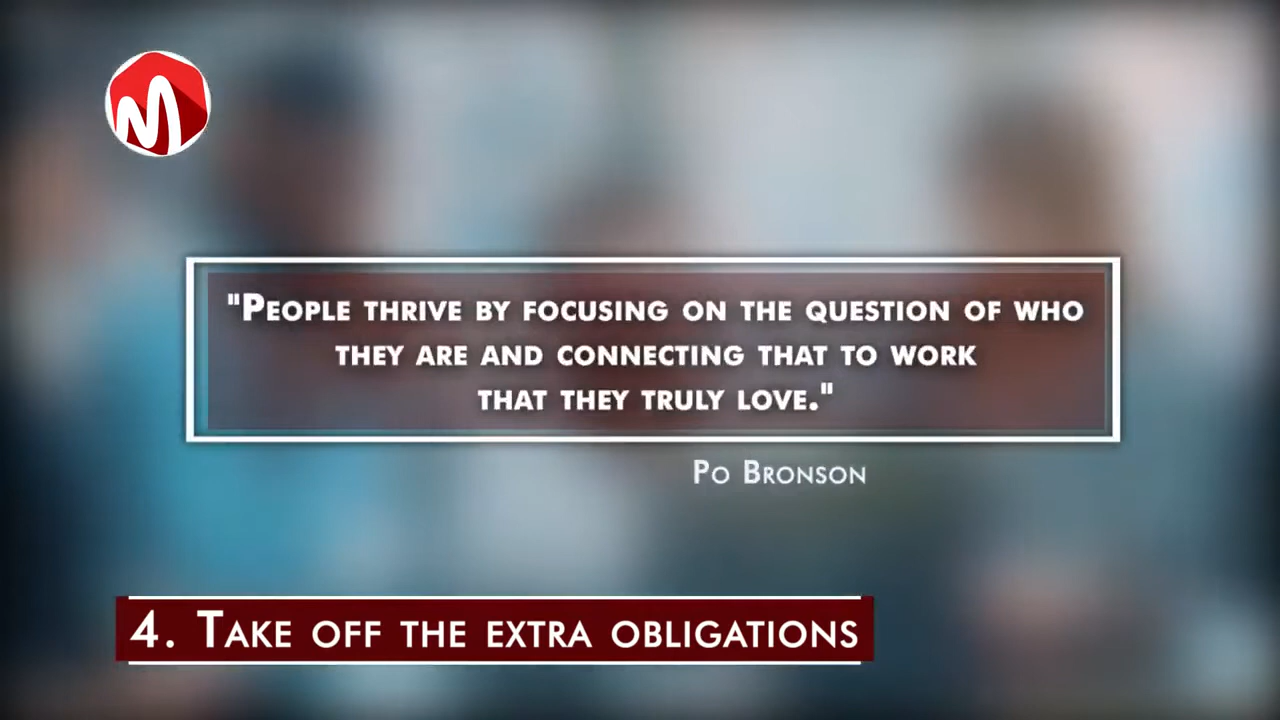 "People thrive by focusing on the question of who
they are and connecting that to work
that they truly love."
Po Bronson
4. Take off the extra obligations